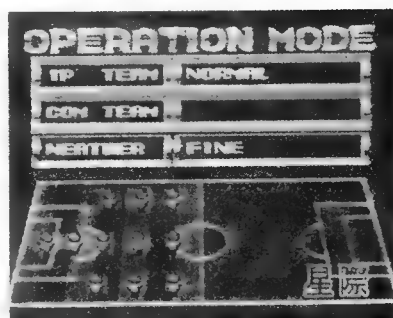 OPERATION MODE
1P TEAM NORMAL
COM TEAM
WEATHER FINE
星際